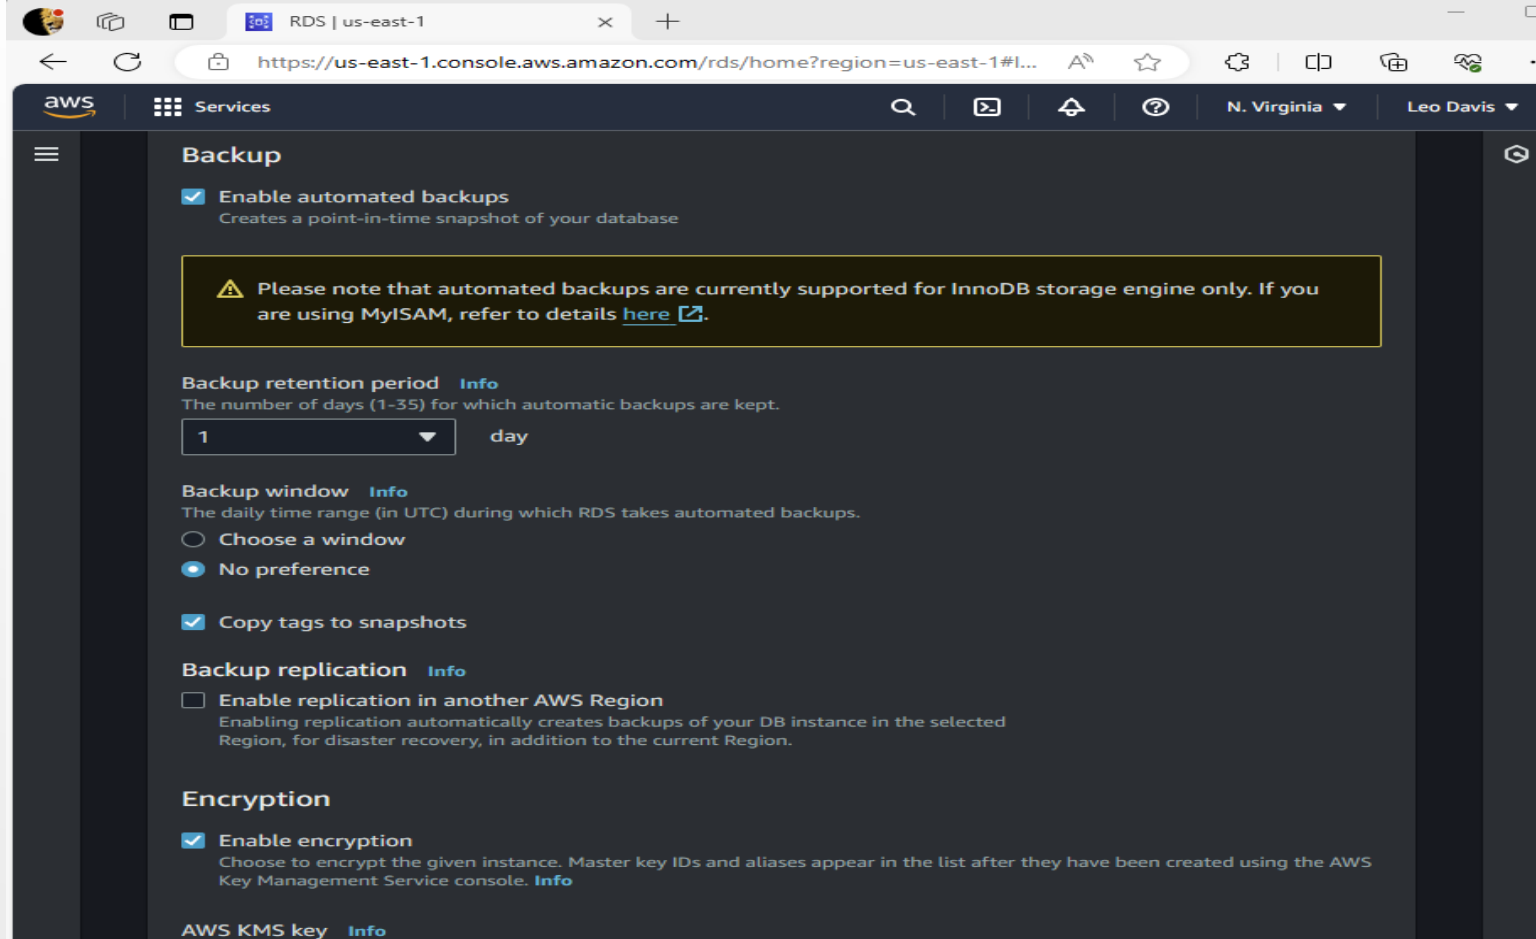 RDS | us-east-1
https://us-east-1.console.aws.amazon.com/rds/home?region=us-east-1#l...
aws
Services
N. Virginia
Leo Davis
Backup
Enable automated backups
Creates a point-in-time snapshot of your database
Please note that automated backups are currently supported for InnoDB storage engine only. If you
are using MyISAM, refer to details here.
Backup retention period Info
The number of days (1-35) for which automatic backups are kept.
1 day
Backup window Info
The daily time range (in UTC) during which RDS takes automated backups.
Choose a window
No preference
Copy tags to snapshots
Backup replication Info
Enable replication in another AWS Region
Enabling replication automatically creates backups of your DB instance in the selected
Region, for disaster recovery, in addition to the current Region.
Encryption
Enable encryption
Choose to encrypt the given instance. Master key IDs and aliases appear in the list after they have been created using the AWS
Key Management Service console. Info
AWS KMS key Info